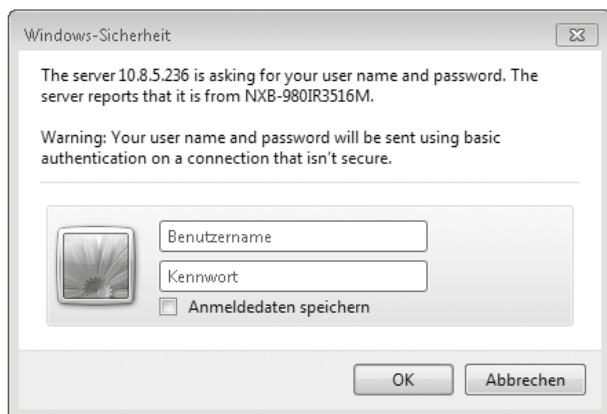 Windows-Sicherheit
The server 10.8.5.236 is asking for your user name and password. The
server reports that it is from NXB-980IR3516M.
Warning: Your user name and password will be sent using basic
authentication on a connection that isn't secure.
Benutzername
Kennwort
Anmeldedaten speichern
OK
Abbrechen